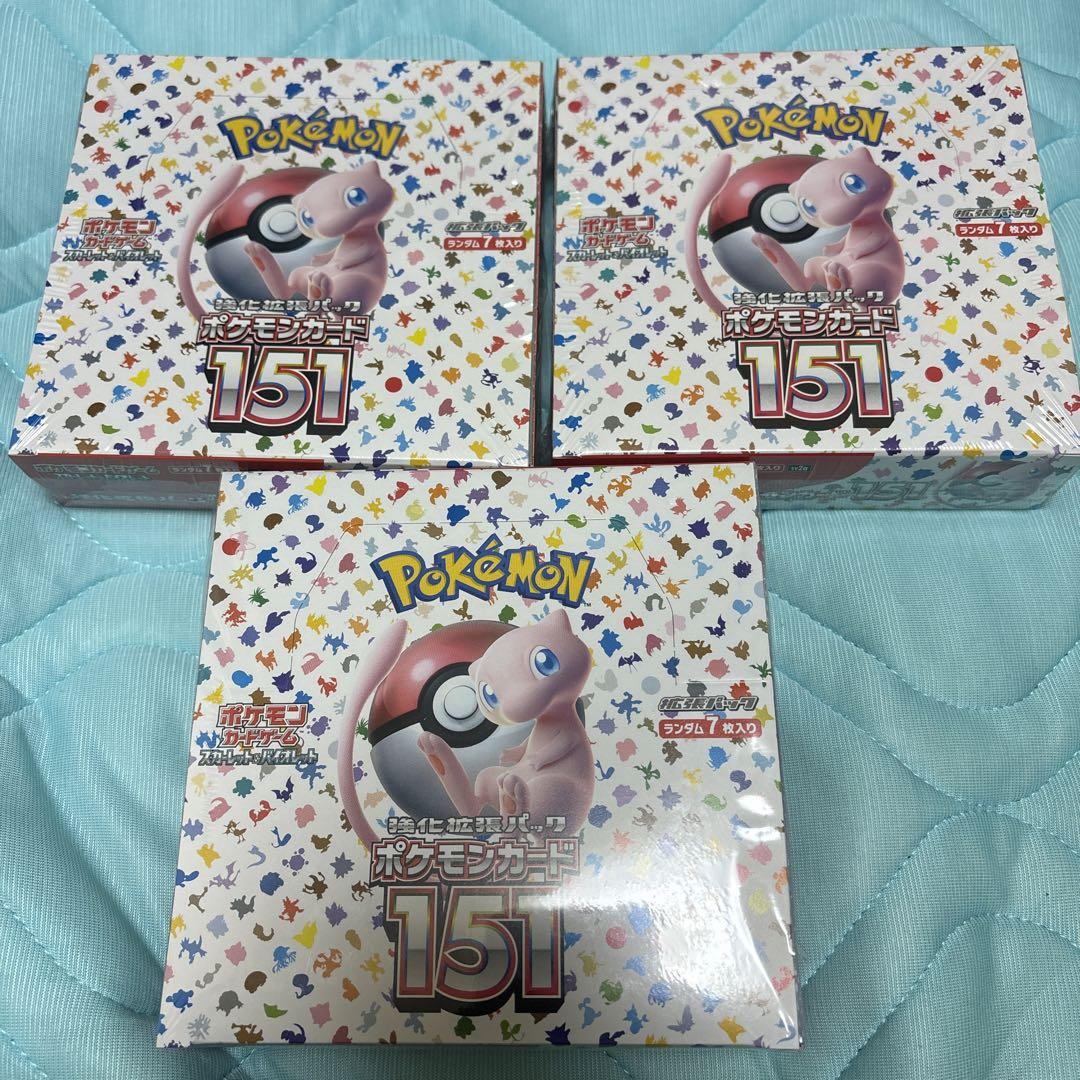 POKéMON
ポケモン
カードゲーム
スカーレット&バイオレット
拡張パック
ランダム7枚入り
強化拡張パック
ポケモンカード
151
POKéMON
ポケモン
カードゲーム
スカーレット&バイオレット
拡張パック
ランダム7枚入り
強化拡張パック
ポケモンカード
151
枚入り sv2a
POKéMON
ポケモン
カードゲーム
スカーレット&バイオレット
拡張パック
ランダム7枚入り
強化拡張パック
ポケモンカード
151